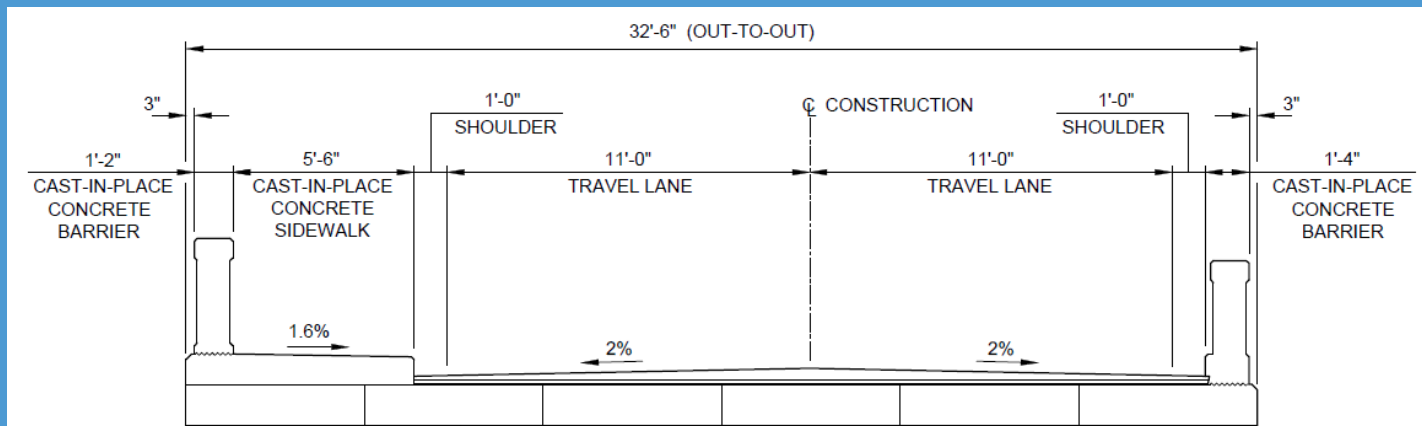 32'-6" (OUT-TO-OUT)
3"
1'-0"
SHOULDER
℄ CONSTRUCTION
1'-0"
SHOULDER
3"
1'-2"
CAST-IN-PLACE
CONCRETE
BARRIER
5'-6"
CAST-IN-PLACE
CONCRETE
SIDEWALK
11'-0"
TRAVEL LANE
11'-0"
TRAVEL LANE
1'-4"
CAST-IN-PLACE
CONCRETE
BARRIER
1.6%
2%
2%